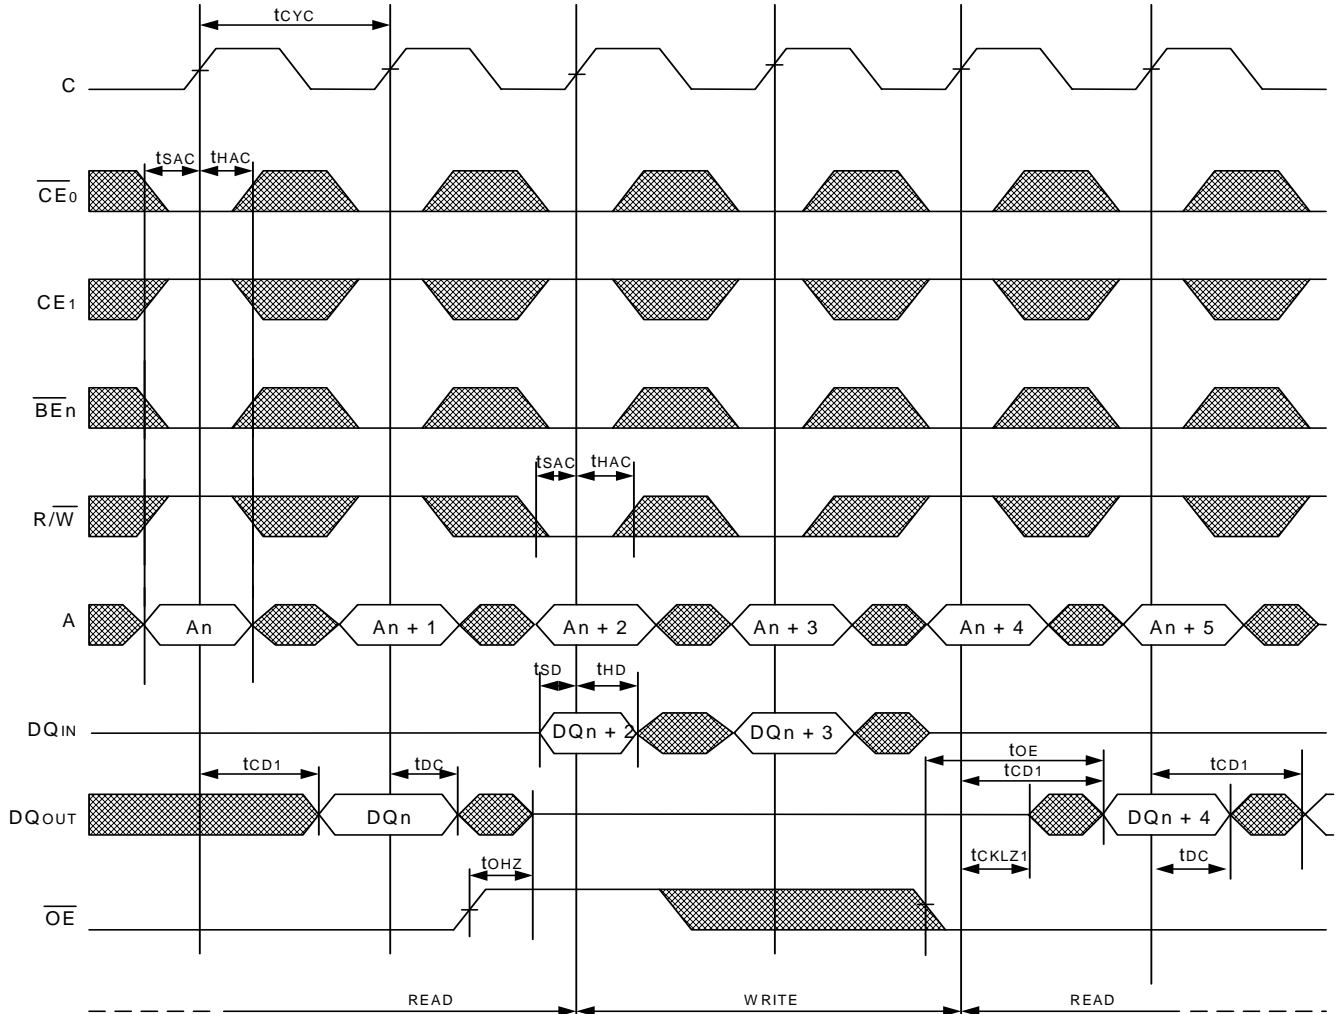 tCYC
C
tSAC tHAC
CE0
CE1
BEn
tSAC tHAC
R/W
A An An + 1 An + 2 An + 3 An + 4 An + 5
tSD tHD
DQIN DQn + 2 DQn + 3
tOE
tCD1 tDC tCD1 tCD1
DQOUT DQn DQn + 4
tOHZ tCKLZ1 tDC
OE
READ WRITE READ